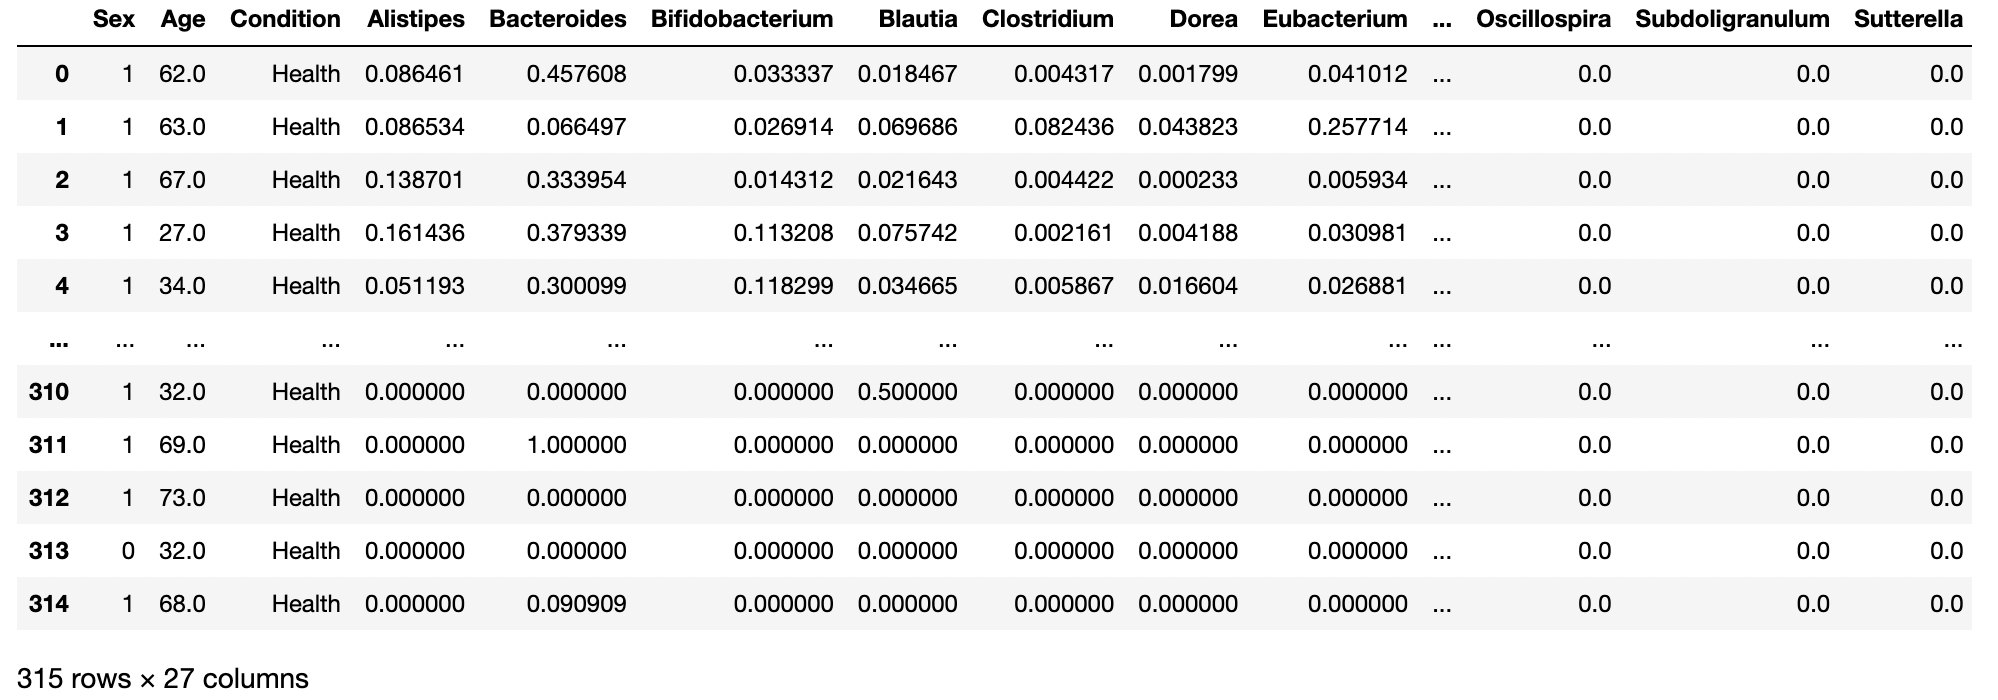 Sex Age Condition Alistipes Bacteroides Bifidobacterium Blautia Clostridium Dorea Eubacterium ... Oscillospira Subdoligranulum Sutterella
0 1 62.0 Health 0.086461 0.457608 0.033337 0.018467 0.004317 0.001799 0.041012 ... 0.0 0.0 0.0
1 1 63.0 Health 0.086534 0.066497 0.026914 0.069686 0.082436 0.043823 0.257714 ... 0.0 0.0 0.0
2 1 67.0 Health 0.138701 0.333954 0.014312 0.021643 0.004422 0.000233 0.005934 ... 0.0 0.0 0.0
3 1 27.0 Health 0.161436 0.379339 0.113208 0.075742 0.002161 0.004188 0.030981 ... 0.0 0.0 0.0
4 1 34.0 Health 0.051193 0.300099 0.118299 0.034665 0.005867 0.016604 0.026881 ... 0.0 0.0 0.0
... ... ... ... ... ... ... ... ... ... ... ... ... ... ...
310 1 32.0 Health 0.000000 0.000000 0.000000 0.500000 0.000000 0.000000 0.000000 ... 0.0 0.0 0.0
311 1 69.0 Health 0.000000 1.000000 0.000000 0.000000 0.000000 0.000000 0.000000 ... 0.0 0.0 0.0
312 1 73.0 Health 0.000000 0.000000 0.000000 0.000000 0.000000 0.000000 0.000000 ... 0.0 0.0 0.0
313 0 32.0 Health 0.000000 0.000000 0.000000 0.000000 0.000000 0.000000 0.000000 ... 0.0 0.0 0.0
314 1 68.0 Health 0.000000 0.090909 0.000000 0.000000 0.000000 0.000000 0.000000 ... 0.0 0.0 0.0
315 rows × 27 columns